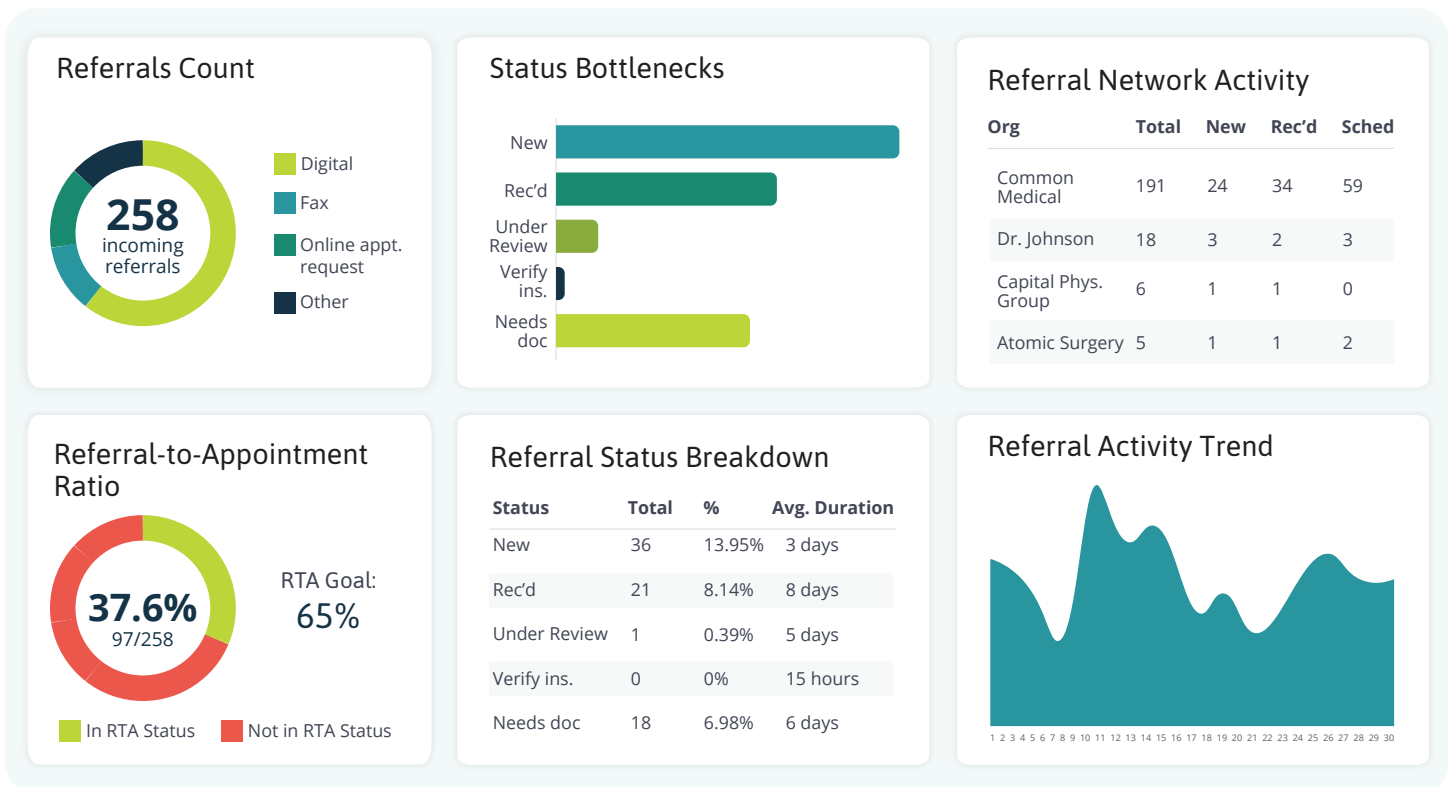 Referrals Count
258
incoming
referrals
Digital
Fax
Online appt.
request
Other
Status Bottlenecks
New
Rec’d
Under
Review
Verify
ins.
Needs
doc
Referral Network Activity
Org Total New Rec’d Sched
Common
Medical
191 24 34 59
Dr. Johnson 18 3 2 3
Capital Phys.
Group
6 1 1 0
Atomic Surgery 5 1 1 2
Referral-to-Appointment
Ratio
37.6%
97/258
RTA Goal:
65%
In RTA Status Not in RTA Status
Referral Status Breakdown
Status Total % Avg. Duration
New 36 13.95% 3 days
Rec’d 21 8.14% 8 days
Under Review 1 0.39% 5 days
Verify ins. 0 0% 15 hours
Needs doc 18 6.98% 6 days
Referral Activity Trend
1 2 3 4 5 6 7 8 9 10 11 12 13 14 15 16 17 18 19 20 21 22 23 24 25 26 27 28 29 30